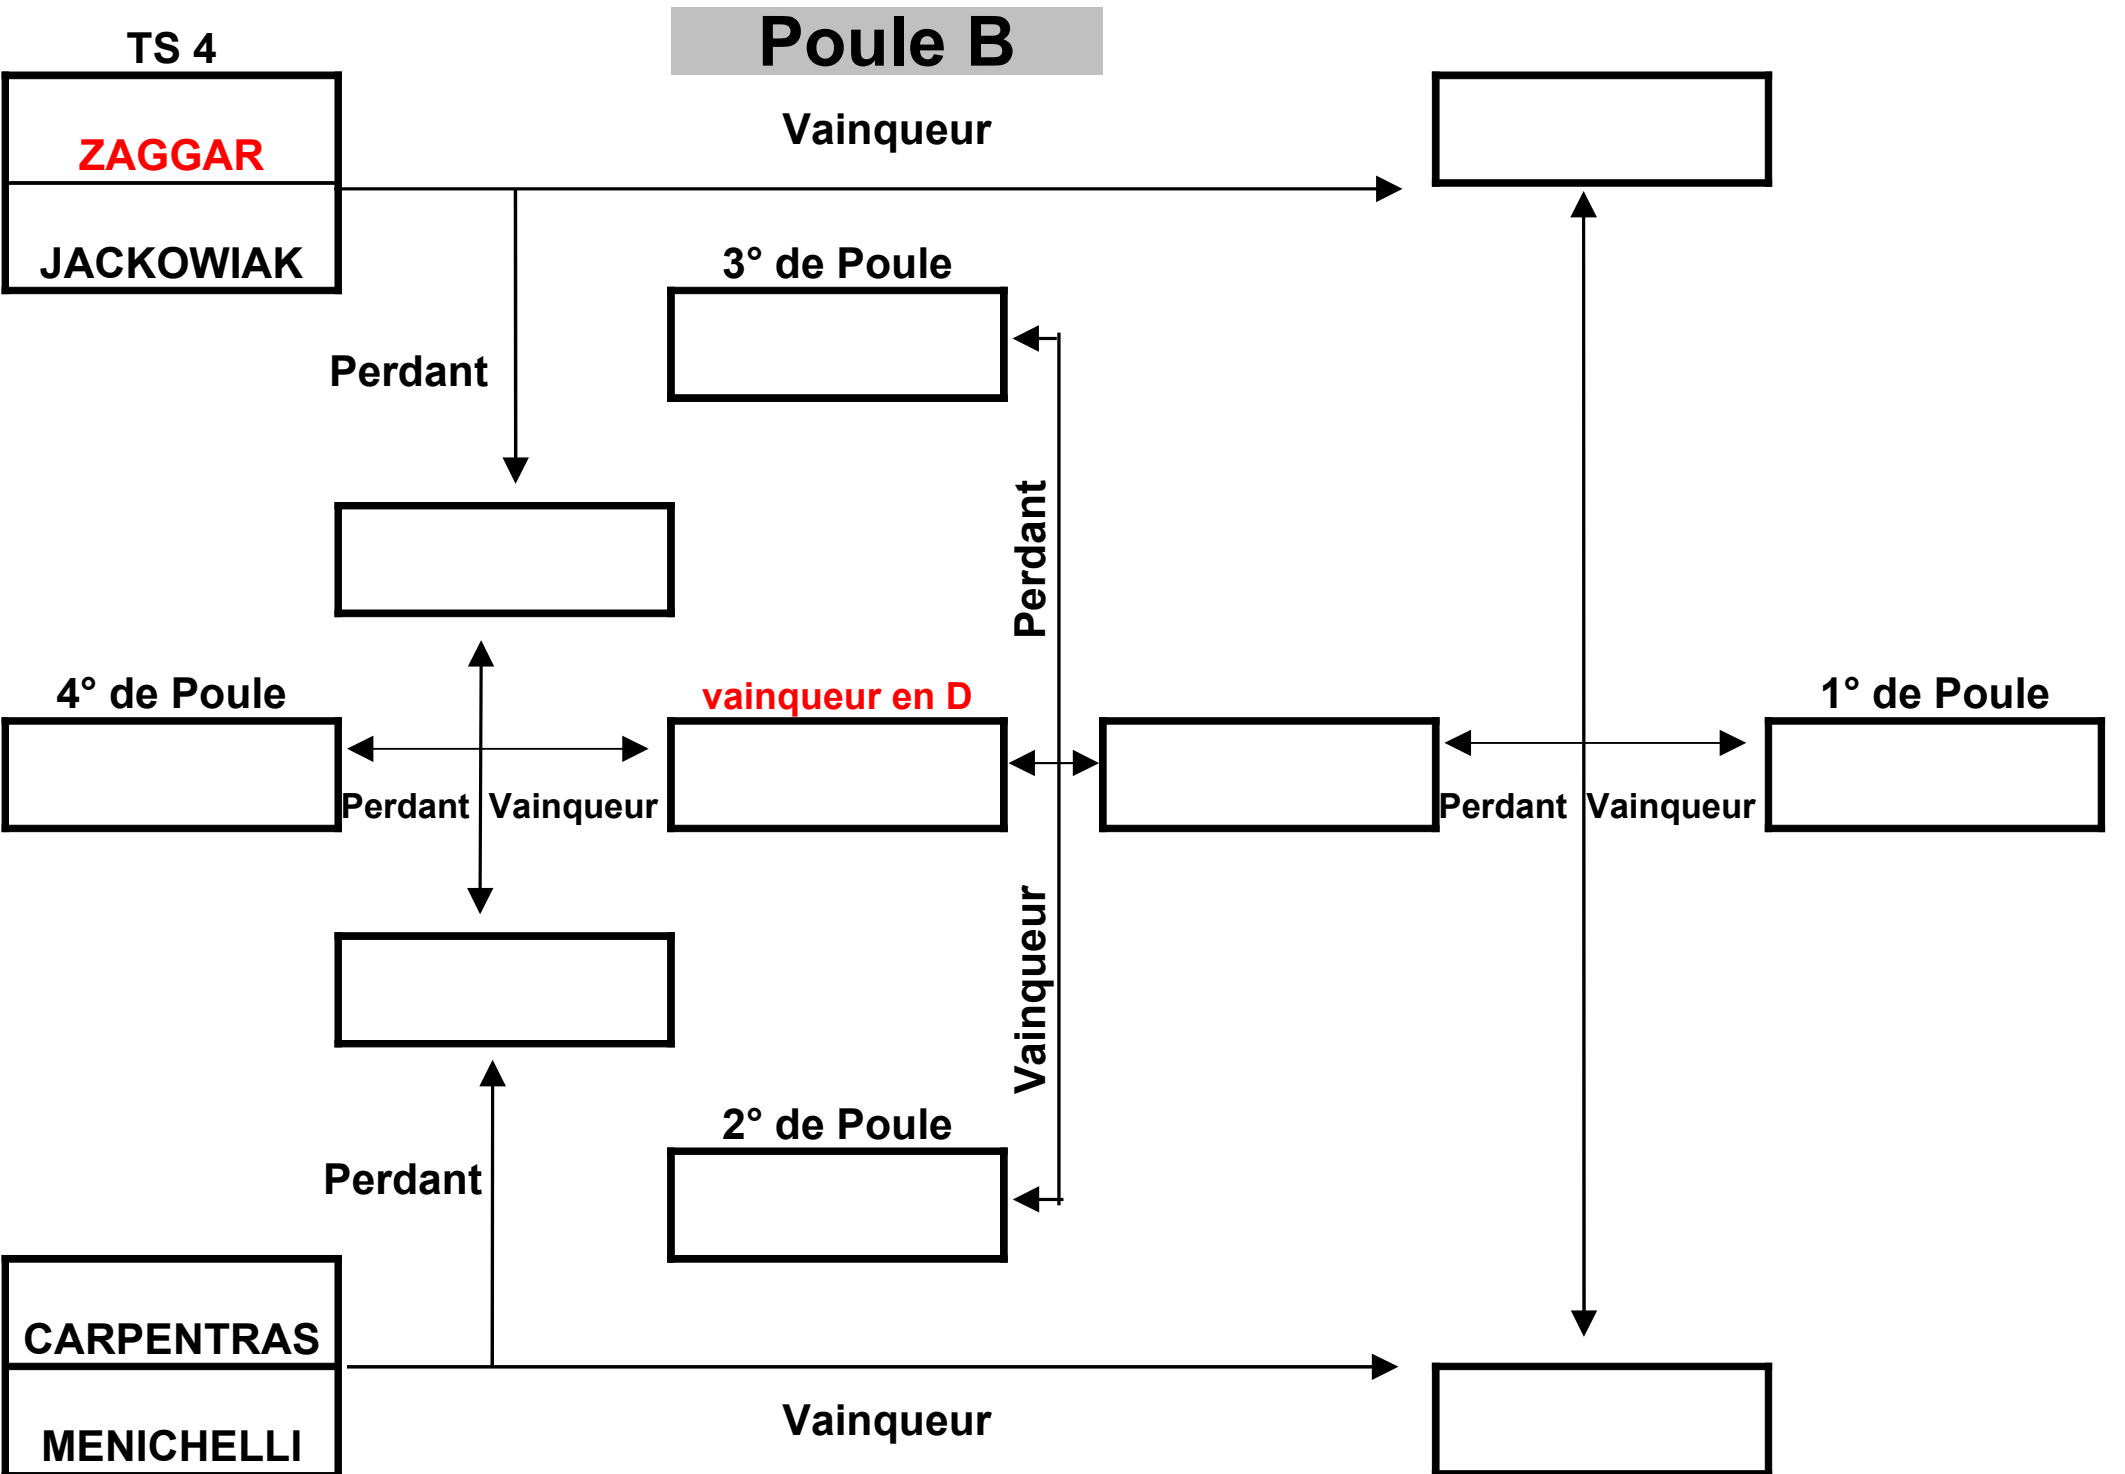 Poule B
TS 4
ZAGGAR
JACKOWIAK
Vainqueur
3° de Poule
Perdant
Perdant
4° de Poule
vainqueur en D
1° de Poule
Perdant
Vainqueur
Perdant
Vainqueur
Vainqueur
2° de Poule
Perdant
CARPENTRAS
MENICHELLI
Vainqueur